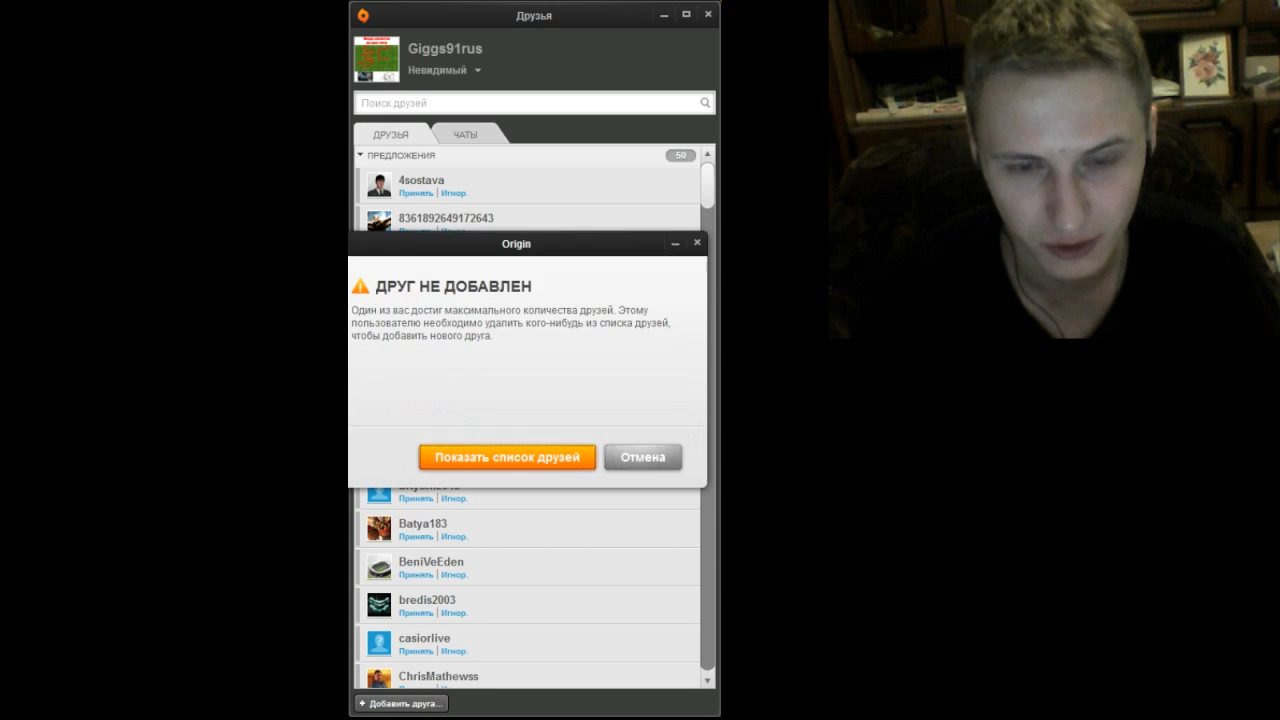 Друзья
Giggs91rus
Невидимый
Поиск друзей
ДРУЗЬЯ
ЧАТЫ
ПРЕДЛОЖЕНИЯ
50
4sostava
Принять | Игнор.
8361892649172643
Origin
ДРУГ НЕ ДОБАВЛЕН
Один из вас достиг максимального количества друзей. Этому
пользователю необходимо удалить кого-нибудь из списка друзей,
чтобы добавить нового друга.
Показать список друзей
Отмена
Принять | Игнор.
Batya183
Принять | Игнор.
BeniVeEden
Принять | Игнор.
bredis2003
Принять | Игнор.
casiorlive
Принять | Игнор.
ChrisMathewss
+ Добавить друга...